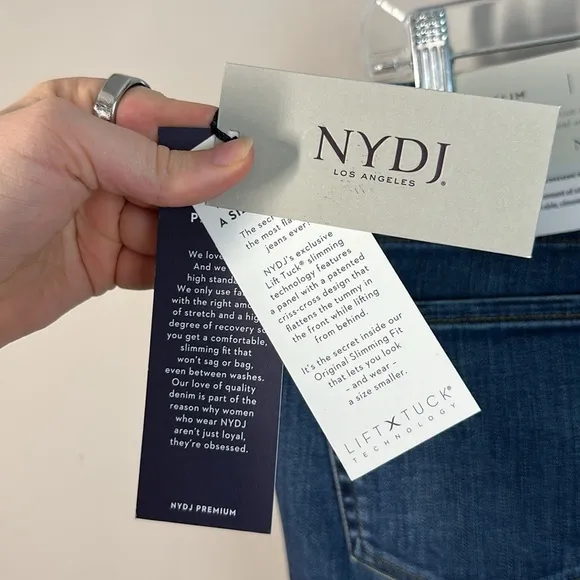 NYDJ
LOS ANGELES
A SI
The secr
the most fla
jeans ever
NYDJ's exclusive
Lift Tuck® slimming
technology features
a panel with a patented
criss-cross design that
flattens the tummy in
the front while lifting
from behind.
It's the secret inside our
Original Slimming Fit
that lets you look
- and wear -
a size smaller.
LIFTXTUCK®
TECHNOLOGY
P
We love
And we
high standa
We only use fa
with the right amo
of stretch and a hig
degree of recovery so
you get a comfortable,
slimming fit that
won't sag or bag,
even between washes.
Our love of quality
denim is part of the
reason why women
who wear NYDJ
aren't just loyal,
they're obsessed.
NYDJ PREMIUM